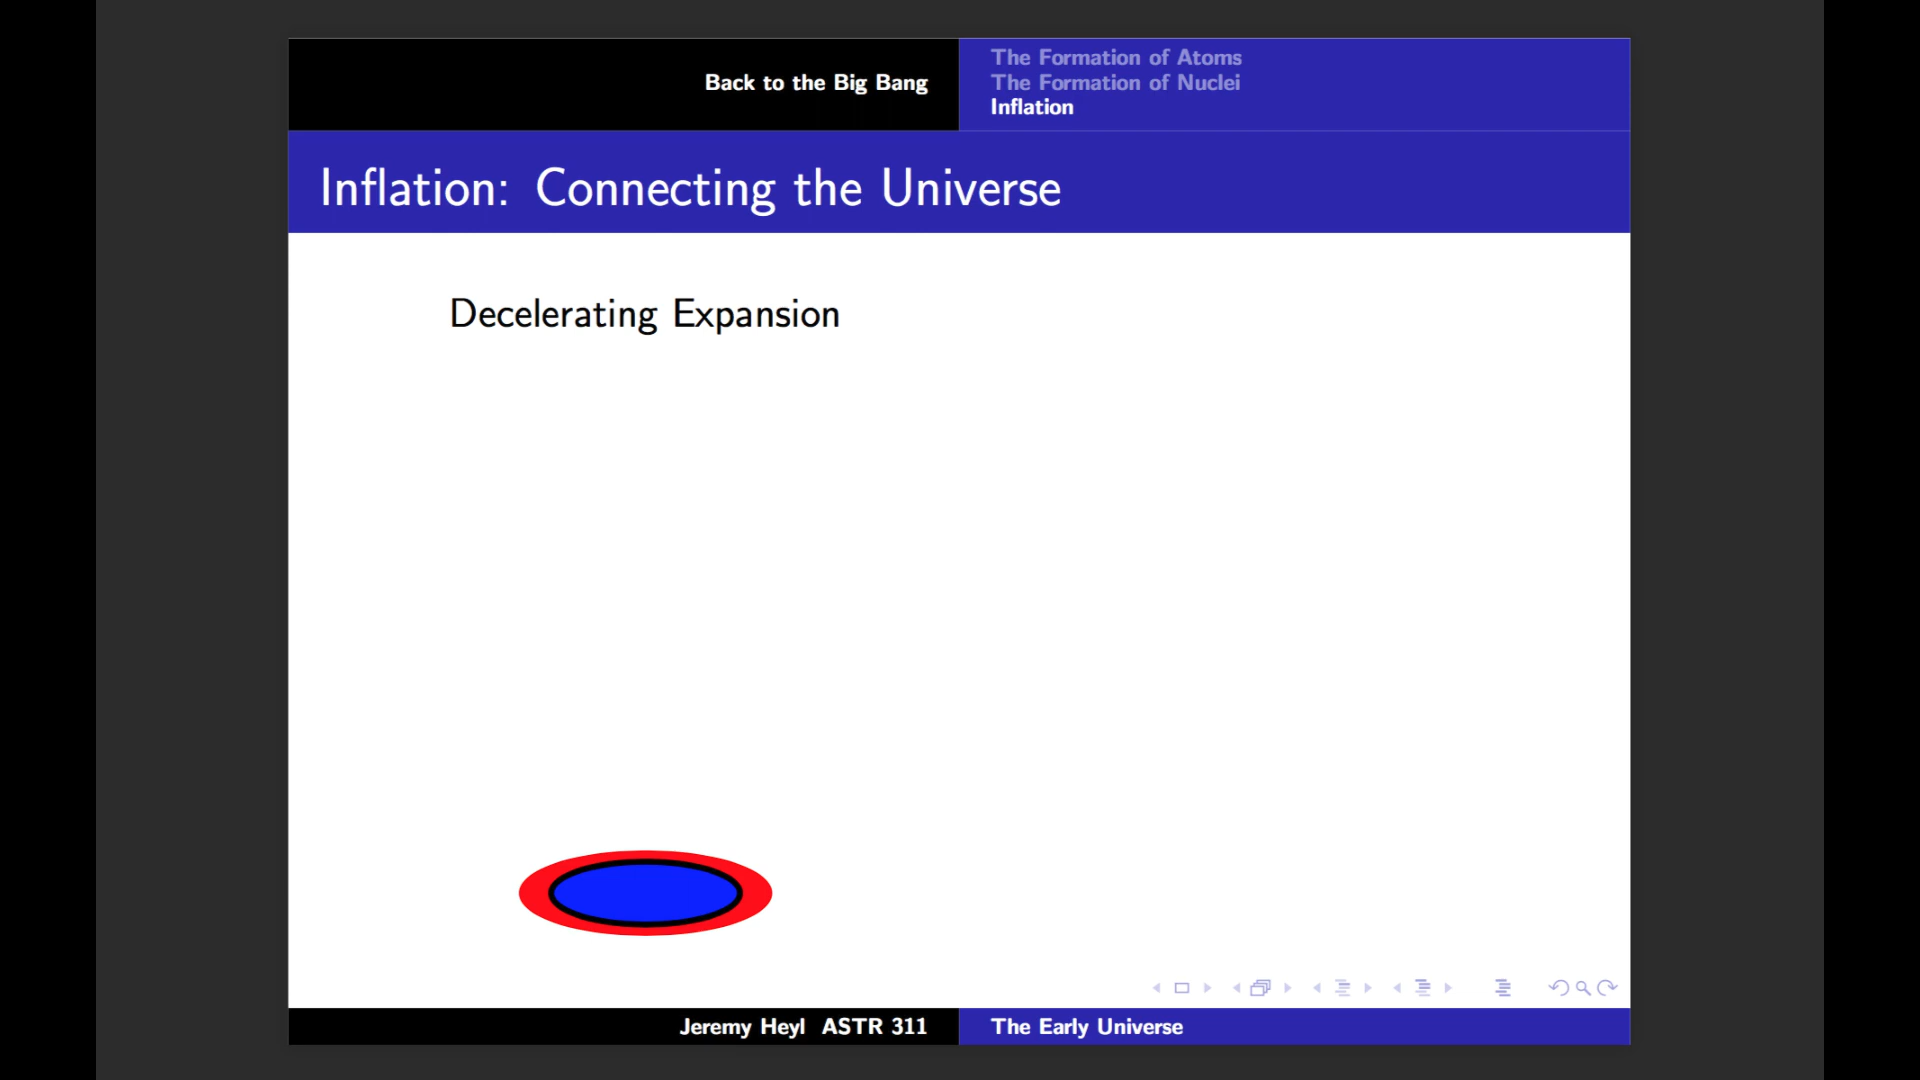 Back to the Big Bang
The Formation of Atoms
The Formation of Nuclei
Inflation
Inflation: Connecting the Universe
Decelerating Expansion
Jeremy Heyl ASTR 311
The Early Universe